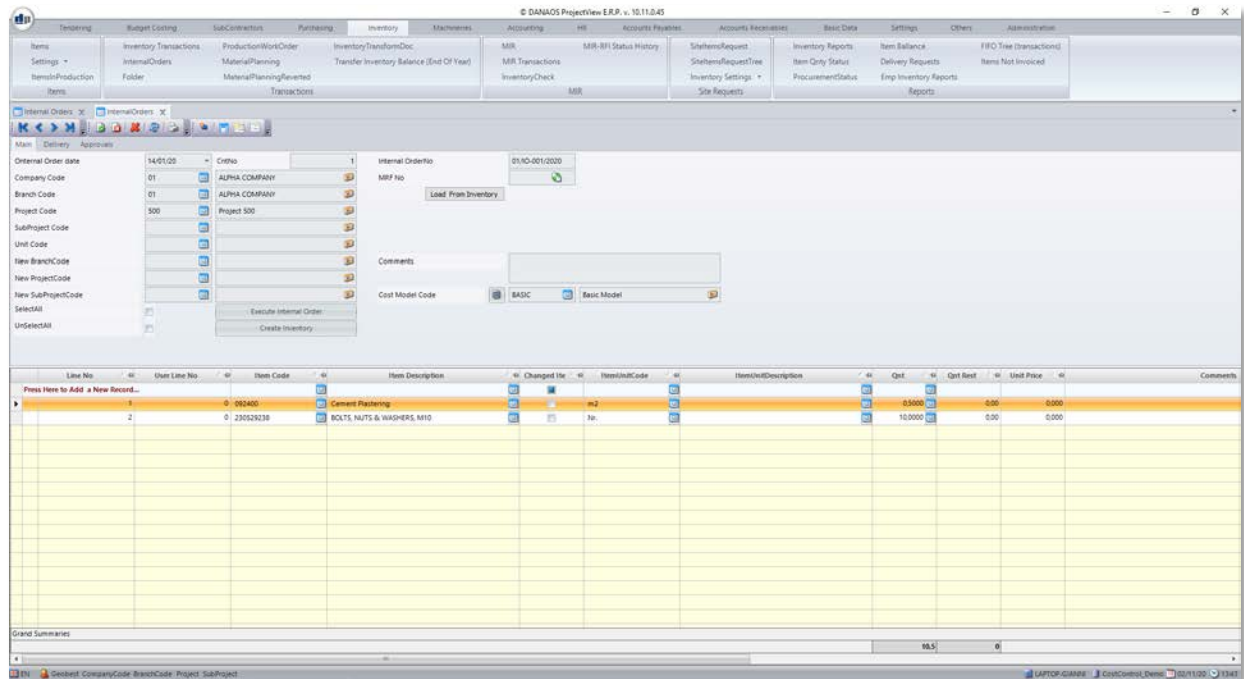 © DANAOS ProjectView E.R.P. v. 10.11.0.45
Tendering Budget Costing SubContractors Purchasing Inventory Machineries Accounting HR Accounts Payables Accounts Receivables Basic Data Settings Others Administration
Items Inventory Transactions ProductionWorkOrder InventoryTransformDoc MIR MIR-RFI Status History SiteItemsRequest Inventory Reports Item Ballance FIFO Tree (transactions)
Settings InternalOrders MaterialPlanning Transfer Inventory Balance (End Of Year) MIR Transactions SiteItemsRequestTree Item Qnty Status Delivery Requests Items Not Invoiced
ItemsInProduction Folder MaterialPlanningReverted InventoryCheck Inventory Settings ProcurementStatus Emp Inventory Reports
Items Transactions MIR Site Requests Reports
Internal Orders X InternalOrders X
Main Delivery Approvals
Onternal Order date 14/01/20 CntNo 1 Internal OrderNo 01/IO-001/2020
Company Code 01 ALPHA COMPANY MRF No
Branch Code 01 ALPHA COMPANY Load From Inventory
Project Code 500 Project 500
SubProject Code
Unit Code
New BranchCode Comments
New ProjectCode
New SubProjectCode Cost Model Code BASIC Basic Model
SelectAll Execute Internal Order
UnSelectAll Create Inventory
Line No User Line No Item Code Item Description Changed Ite ItemUnitCode ItemUnitDescription Qnt Qnt Rest Unit Price Comments
Press Here to Add a New Record...
1 0 092400 Cement Plastering m2 0,5000 0,00 0,000
2 0 230529238 BOLTS, NUTS & WASHERS, M10 Nr. 10,0000 0,00 0,000
Grand Summaries
10,5 0
EN Geobest CompanyCode BranchCode Project SubProject LAPTOP-GIANNI CostControl_Demo 02/11/20 13:43